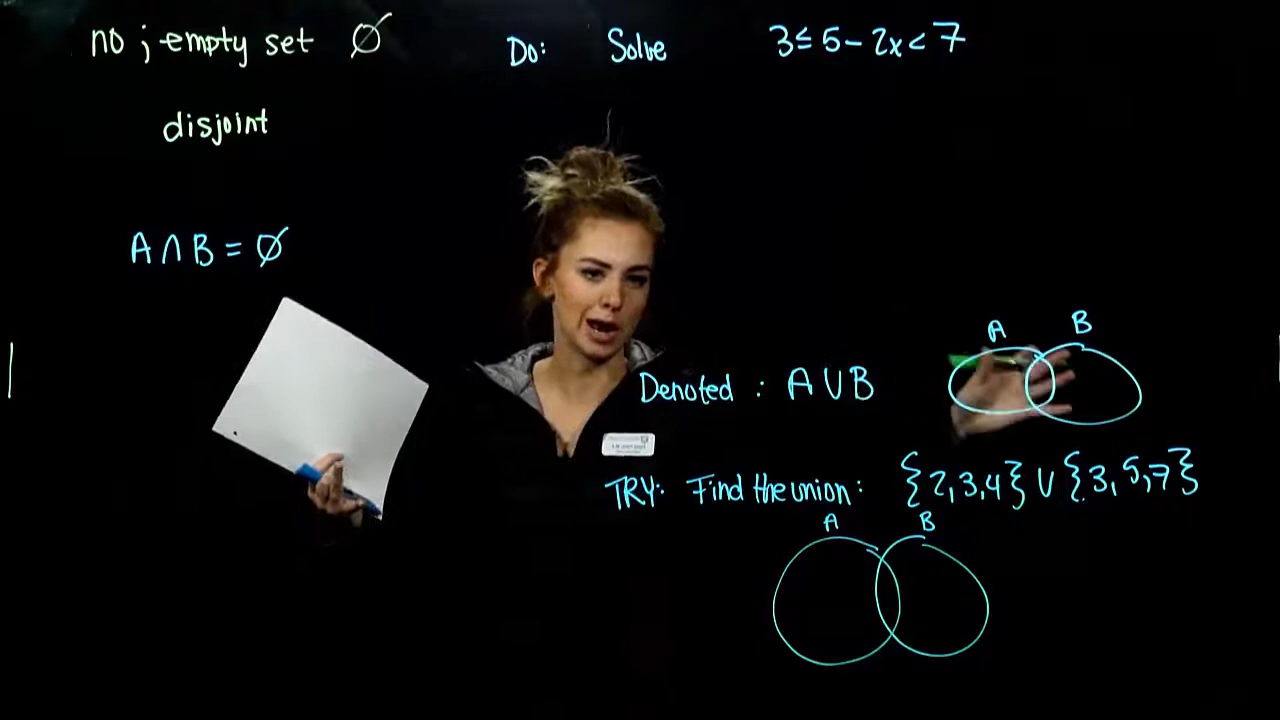 no ; empty set ∅
disjoint
A ∩ B = ∅
Do: Solve 3 ≤ 5 - 2x < 7
A B
Denoted : A ∪ B
TRY: Find the union: {2,3,4} ∪ {3,5,7}
A B